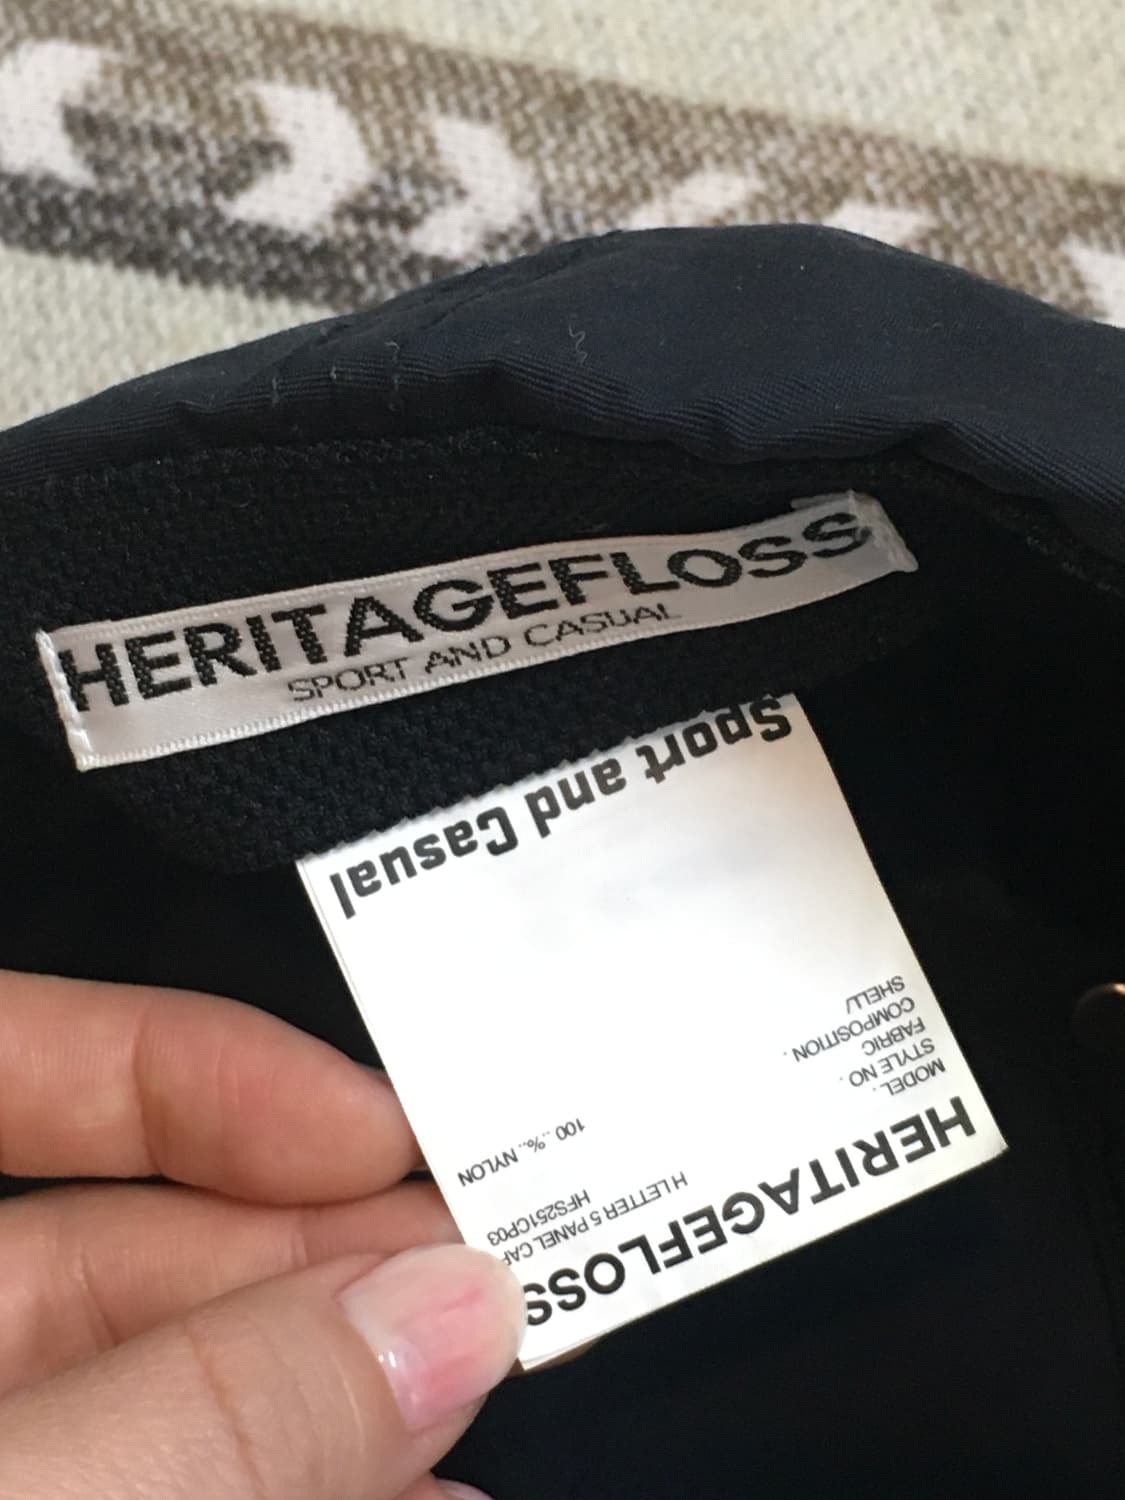 HERITAGEFLOSS
SPORT AND CASUAL
HERITAGEFLOSS
MODEL. H LETTER 5 PANEL CAP
STYLE NO. HFS251CP03
FABRIC
COMPOSITION.
SHELL/ 100..%.. NYLON
Sport and Casual